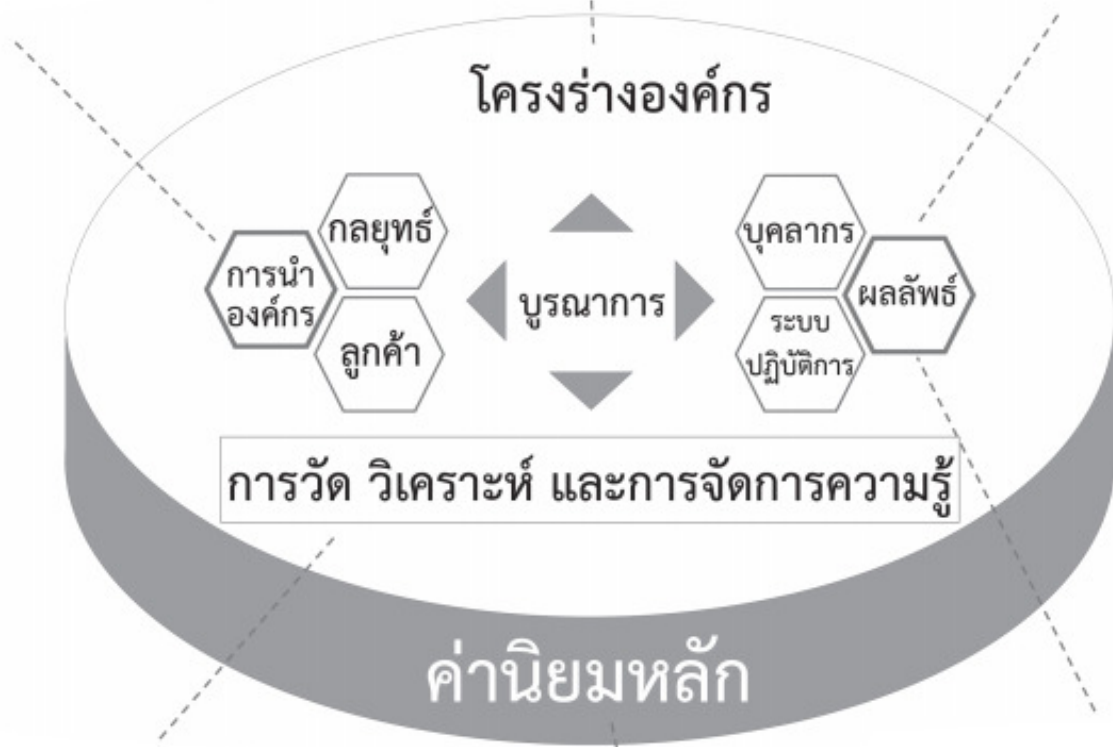 โครงร่างองค์กร
กลยุทธ์
การนำ
องค์กร
ลูกค้า
บูรณาการ
บุคลากร
ผลลัพธ์
ระบบ
ปฏิบัติการ
การวัด วิเคราะห์ และการจัดการความรู้
ค่านิยมหลัก